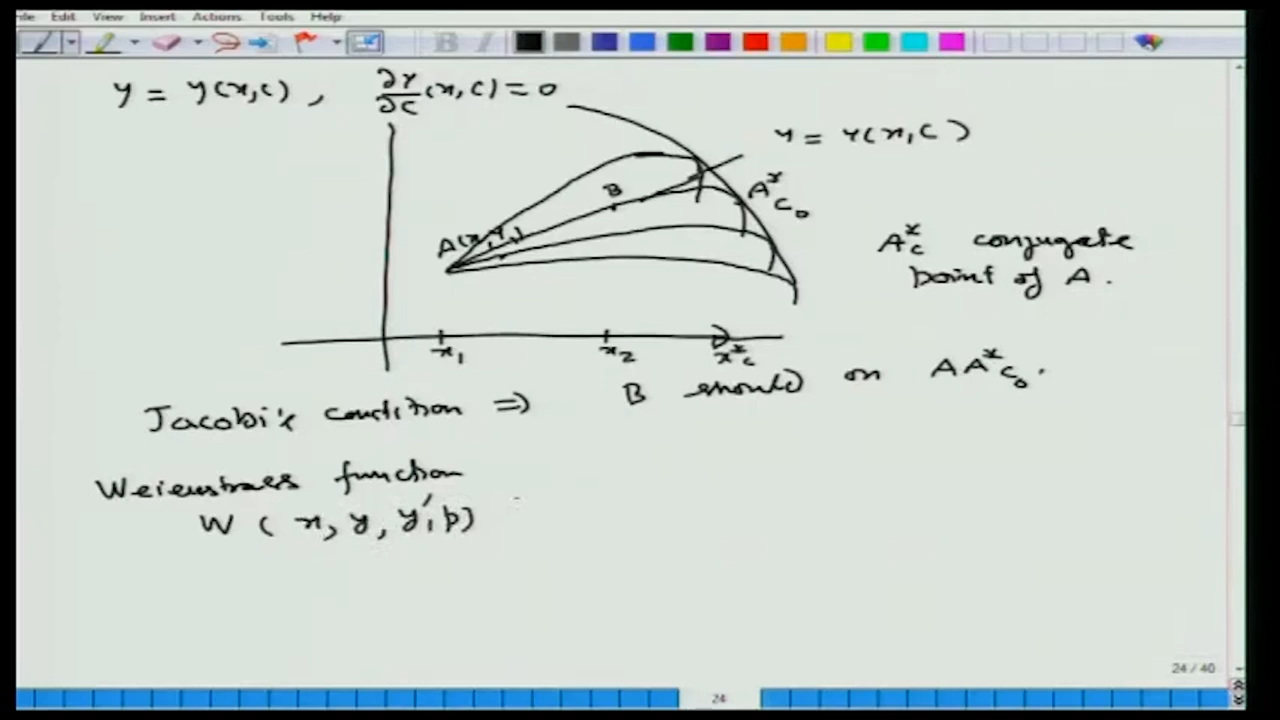 File Edit View Insert Actions Tools Help
B I
y = y(x,c), ∂y/∂c (x,c) = 0
y = y(x,c)
B
A*c₀
A(x₁,y₁)
A*c conjugate
point of A.
x₁ x₂ x*c
Jacobi's condition ⇒ B should on AA*c₀.
Weierstrass function
W ( x, y, y', p)
24 / 40
24